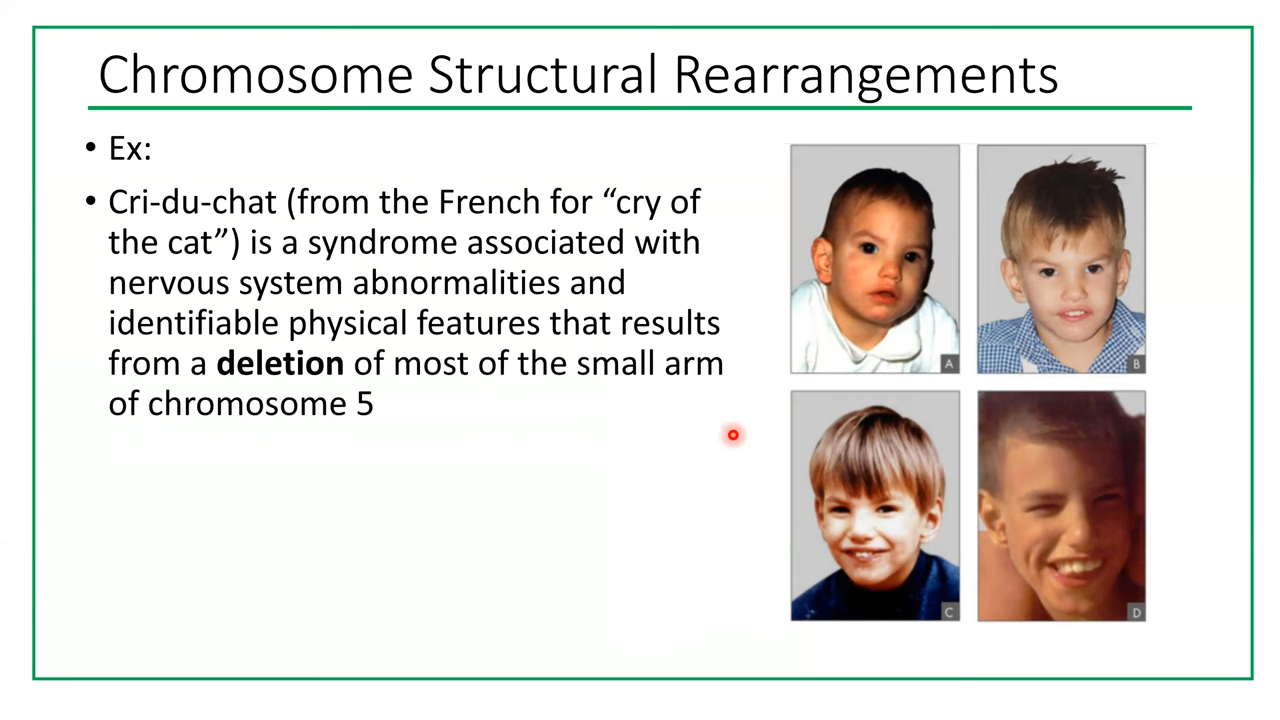 Chromosome Structural Rearrangements
• Ex:
• Cri-du-chat (from the French for “cry of
the cat”) is a syndrome associated with
nervous system abnormalities and
identifiable physical features that results
from a deletion of most of the small arm
of chromosome 5
A
B
C
D